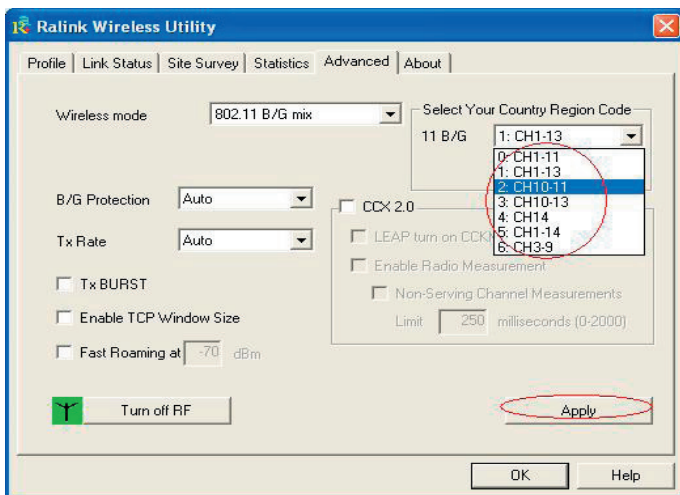 Ralink Wireless Utility
Profile Link Status Site Survey Statistics Advanced About
Wireless mode 802.11 B/G mix
Select Your Country Region Code
11 B/G 1: CH1-13
0: CH1-11
1: CH1-13
2: CH10-11
3: CH10-13
4: CH14
5: CH1-14
6: CH3-9
B/G Protection Auto
CCX 2.0
Tx Rate Auto
LEAP turn on
Enable Radio Measurement
Tx BURST
Non-Serving Channel Measurements
Enable TCP Window Size
Limit 250 milliseconds (0-2000)
Fast Roaming at -70 dBm
Turn off RF
Apply
OK Help